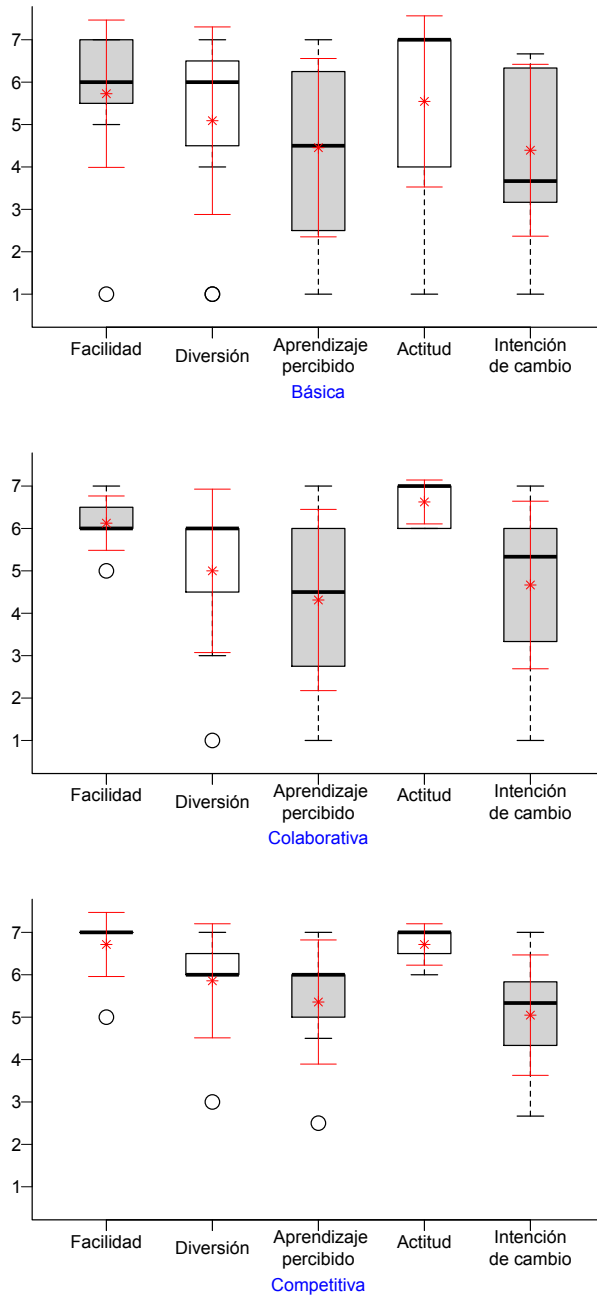 7
6
5
4
3
2
1
Facilidad
Diversión
Aprendizaje
percibido
Actitud
Intención
de cambio
Básica
7
6
5
4
3
2
1
Facilidad
Diversión
Aprendizaje
percibido
Actitud
Intención
de cambio
Colaborativa
7
6
5
4
3
2
1
Facilidad
Diversión
Aprendizaje
percibido
Actitud
Intención
de cambio
Competitiva